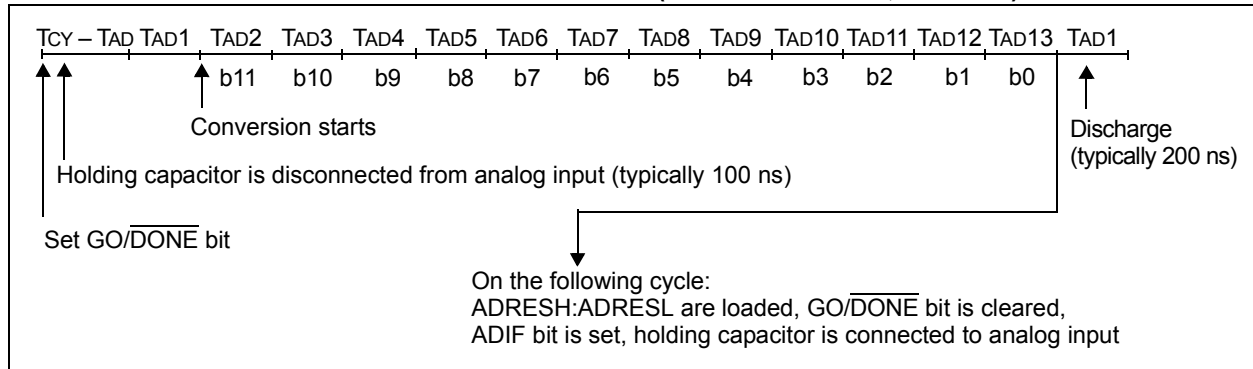 TCY – TAD TAD1 TAD2 TAD3 TAD4 TAD5 TAD6 TAD7 TAD8 TAD9 TAD10 TAD11 TAD12 TAD13 TAD1
b11 b10 b9 b8 b7 b6 b5 b4 b3 b2 b1 b0
Conversion starts
Discharge
(typically 200 ns)
Holding capacitor is disconnected from analog input (typically 100 ns)
Set GO/DONE bit
On the following cycle:
ADRESH:ADRESL are loaded, GO/DONE bit is cleared,
ADIF bit is set, holding capacitor is connected to analog input